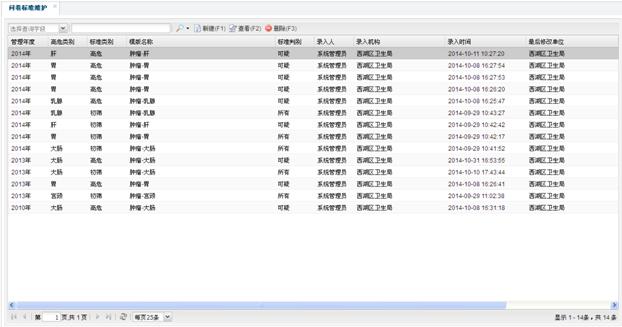 问卷标准维护
选择查询字段 新建(F1) 查看(F2) 删除(F3)
管理年度 高危类别 标准类别 模版名称 标准判别 录入人 录入机构 录入时间 最后修改单位
2014年 肝 高危 肿瘤-肝 可疑 系统管理员 西湖区卫生局 2014-10-11 10:27:20 西湖区卫生局
2014年 胃 高危 肿瘤-胃 可疑 系统管理员 西湖区卫生局 2014-10-08 16:27:54 西湖区卫生局
2014年 胃 高危 肿瘤-胃 可疑 系统管理员 西湖区卫生局 2014-10-08 16:27:53 西湖区卫生局
2014年 胃 高危 肿瘤-胃 可疑 系统管理员 西湖区卫生局 2014-10-08 16:26:20 西湖区卫生局
2014年 乳腺 高危 肿瘤-乳腺 可疑 系统管理员 西湖区卫生局 2014-10-08 16:25:47 西湖区卫生局
2014年 乳腺 初筛 肿瘤-乳腺 所有 系统管理员 西湖区卫生局 2014-09-29 10:43:27 西湖区卫生局
2014年 肝 初筛 肿瘤-肝 所有 系统管理员 西湖区卫生局 2014-09-29 10:42:42 西湖区卫生局
2014年 胃 初筛 肿瘤-胃 所有 系统管理员 西湖区卫生局 2014-09-29 10:42:17 西湖区卫生局
2014年 大肠 初筛 肿瘤-大肠 所有 系统管理员 西湖区卫生局 2014-09-29 10:41:52 西湖区卫生局
2013年 大肠 高危 肿瘤-大肠 可疑 系统管理员 西湖区卫生局 2014-10-31 16:53:55 西湖区卫生局
2013年 大肠 初筛 肿瘤-大肠 所有 系统管理员 西湖区卫生局 2014-10-10 17:43:44 西湖区卫生局
2013年 胃 高危 肿瘤-胃 可疑 系统管理员 西湖区卫生局 2014-10-08 16:26:41 西湖区卫生局
2013年 宫颈 初筛 肿瘤-宫颈 所有 系统管理员 西湖区卫生局 2014-09-29 11:02:38 西湖区卫生局
2010年 大肠 高危 肿瘤-大肠 可疑 系统管理员 西湖区卫生局 2014-10-08 16:31:18 西湖区卫生局
第 1 页,共 1 页 每页25条 显示 1 - 14条，共 14 条